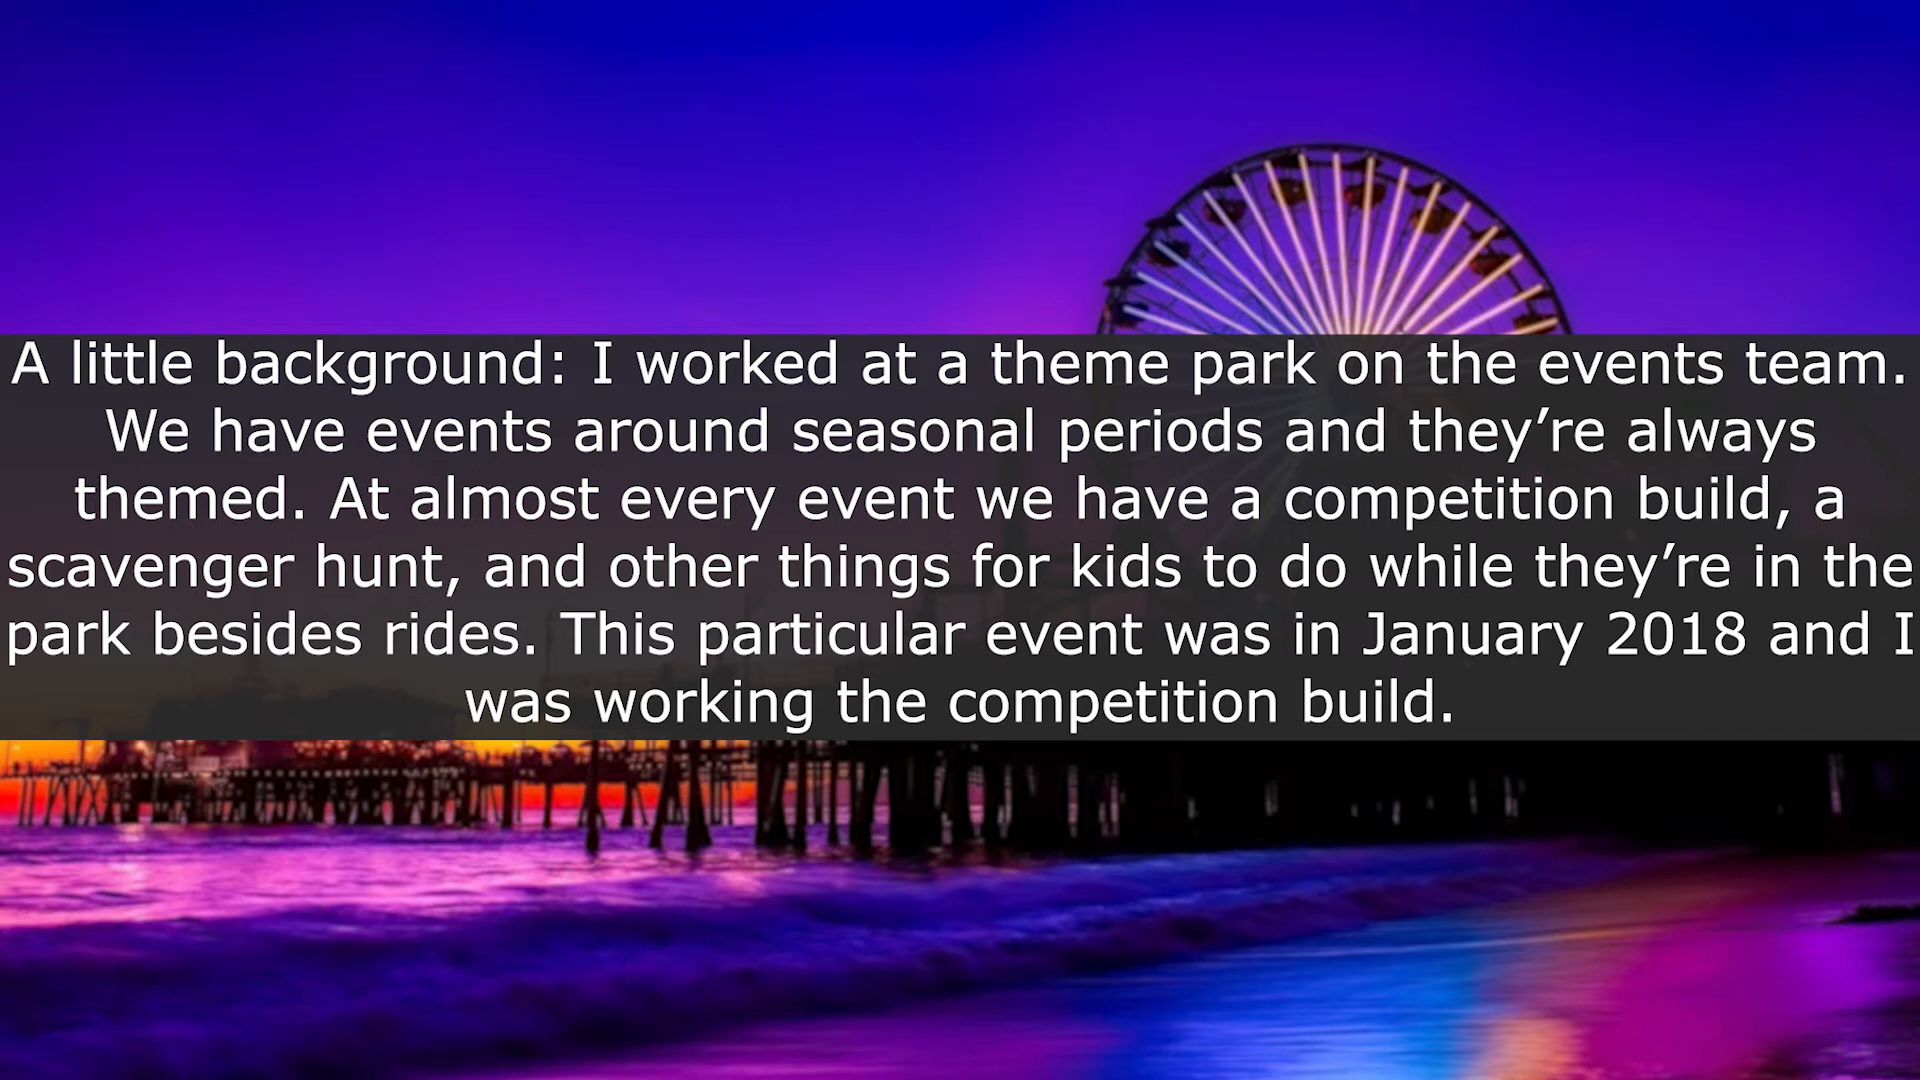 A little background: I worked at a theme park on the events team.
We have events around seasonal periods and they’re always
themed. At almost every event we have a competition build, a
scavenger hunt, and other things for kids to do while they’re in the
park besides rides. This particular event was in January 2018 and I
was working the competition build.